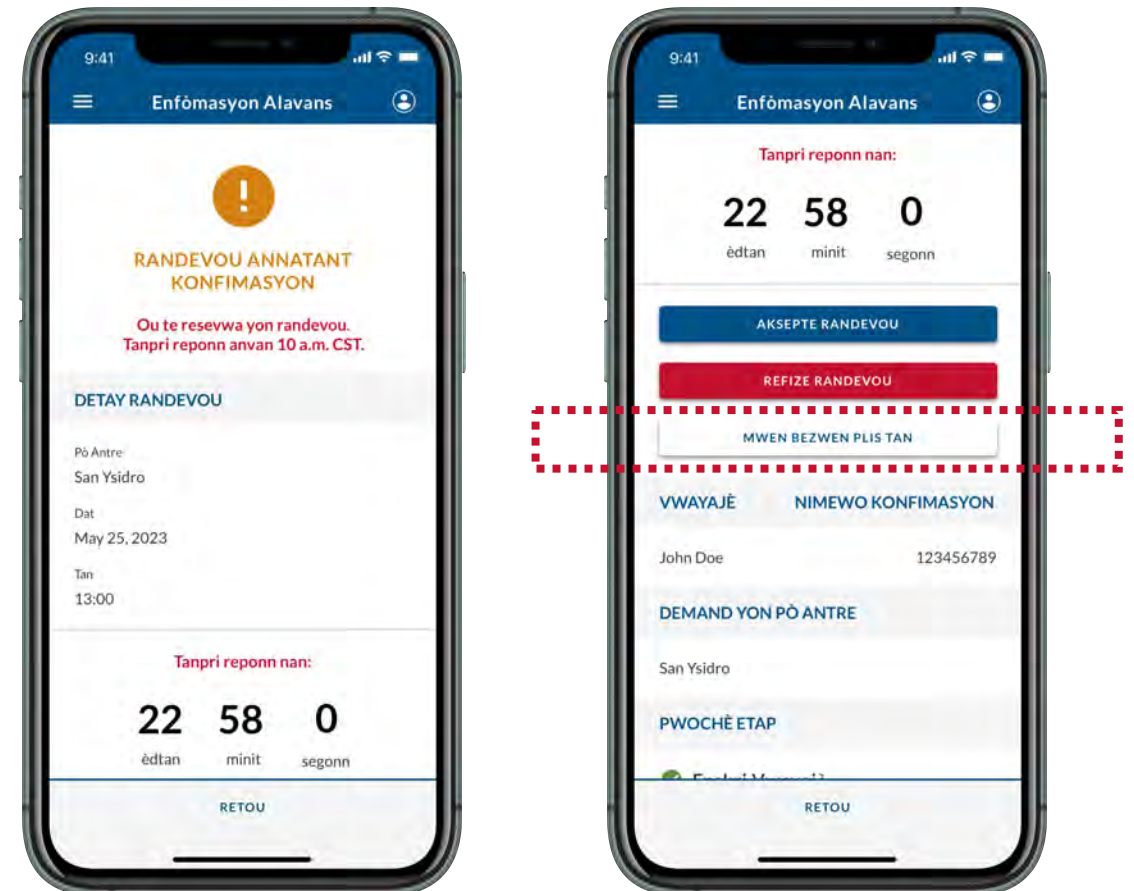 9:41
Enfòmasyon Alavans
!
RANDEVOU ANNATANT
KONFIMASYON
Ou te resevwa yon randevou.
Tanpri reponn anvan 10 a.m. CST.
DETAY RANDEVOU
Pò Antre
San Ysidro
Dat
May 25, 2023
Tan
13:00
Tanpri reponn nan:
22 58 0
èdtan minit segonn
RETOU
9:41
Enfòmasyon Alavans
Tanpri reponn nan:
22 58 0
èdtan minit segonn
AKSEPTE RANDEVOU
REFIZE RANDEVOU
MWEN BEZWEN PLIS TAN
VWAYAJÈ NIMEWO KONFIMASYON
John Doe 123456789
DEMAND YON PÒ ANTRE
San Ysidro
PWOCHÈ ETAP
RETOU